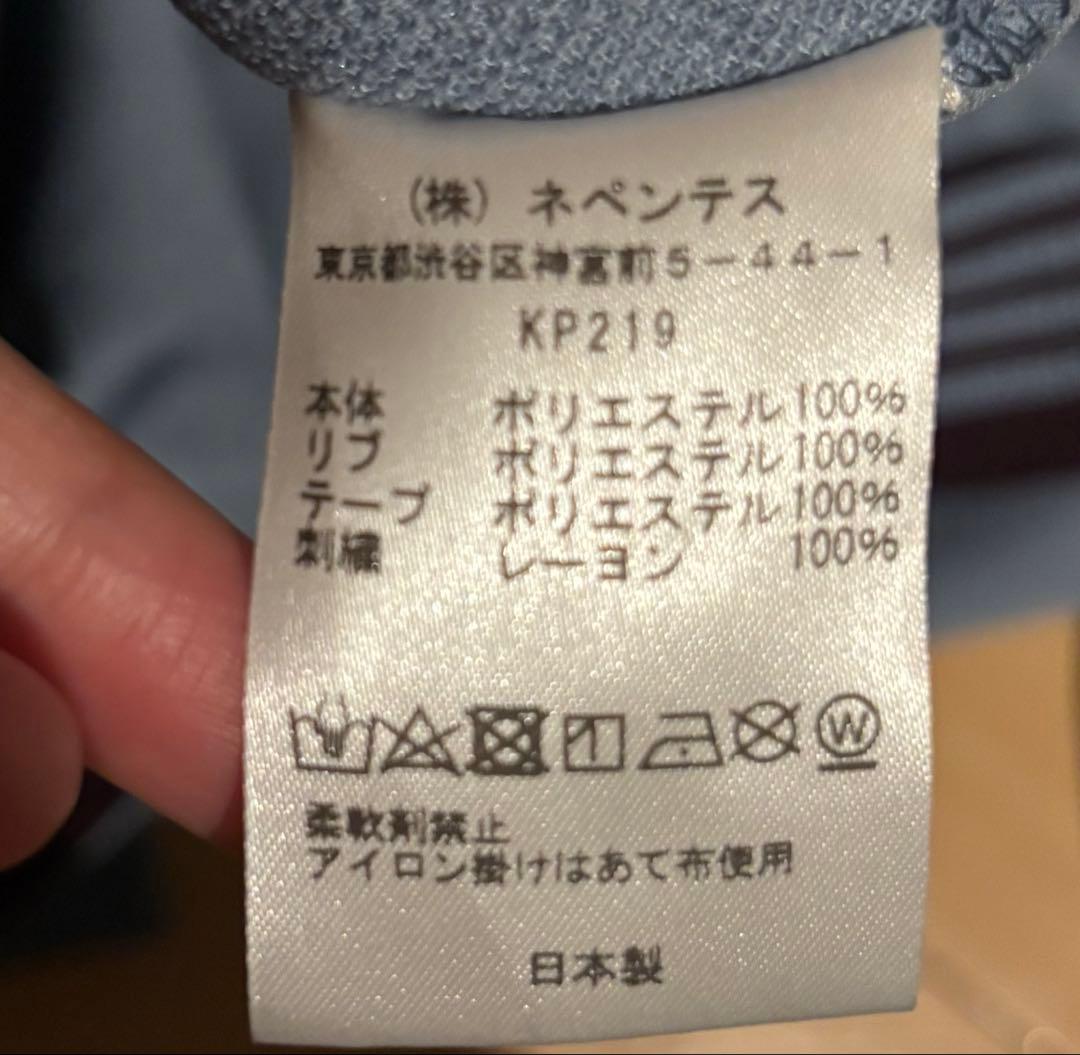 (株) ネペンテス
東京都渋谷区神宮前5-44-1
KP219
本体 ポリエステル100%
リブ ポリエステル100%
テープ ポリエステル100%
刺繍 レーヨン 100%
W
柔軟剤禁止
アイロン掛けはあて布使用
日本製